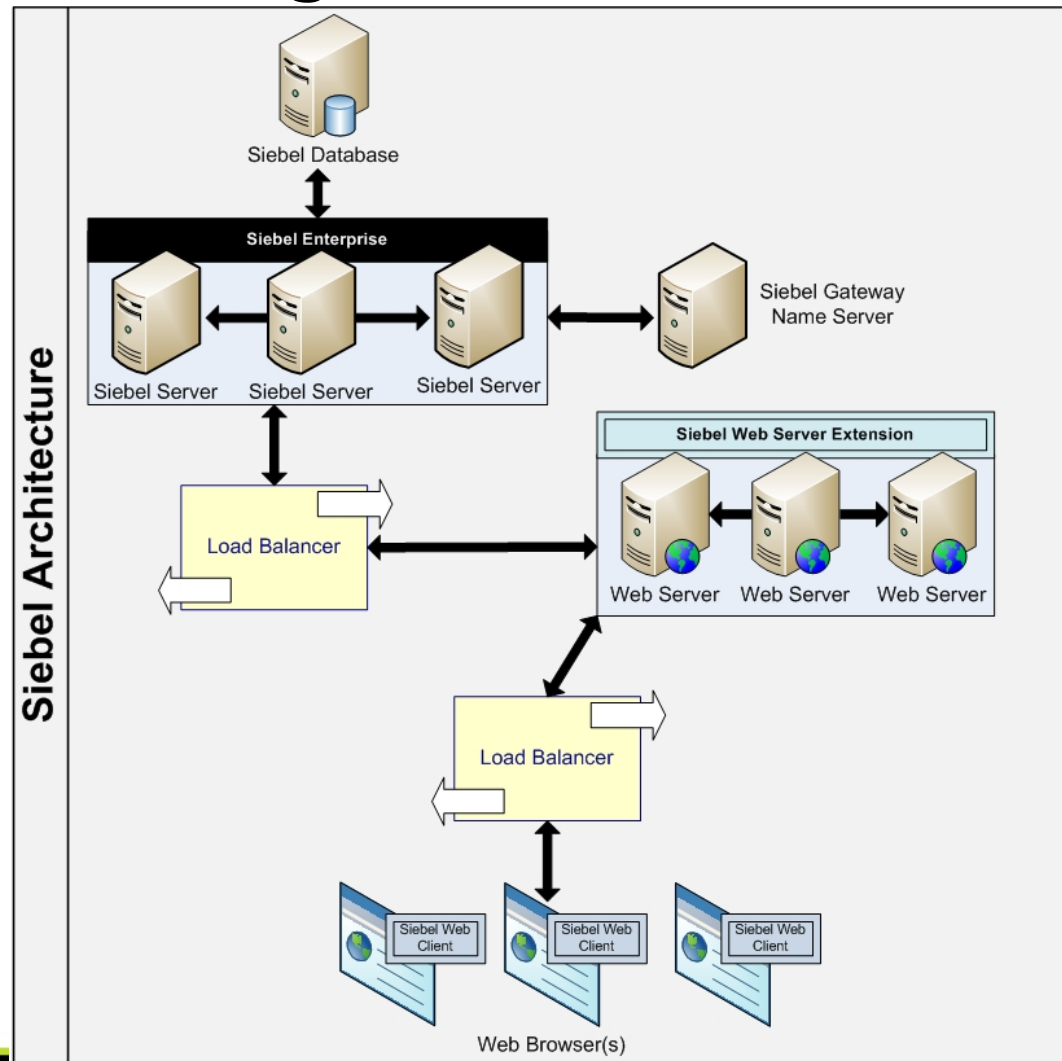 Siebel Architecture
Siebel Database
Siebel Enterprise
Siebel Server
Siebel Server
Siebel Server
Siebel Gateway
Name Server
Siebel Web Server Extension
Load Balancer
Web Server
Web Server
Web Server
Load Balancer
Siebel Web
Client
Siebel Web
Client
Siebel Web
Client
Web Browser(s)